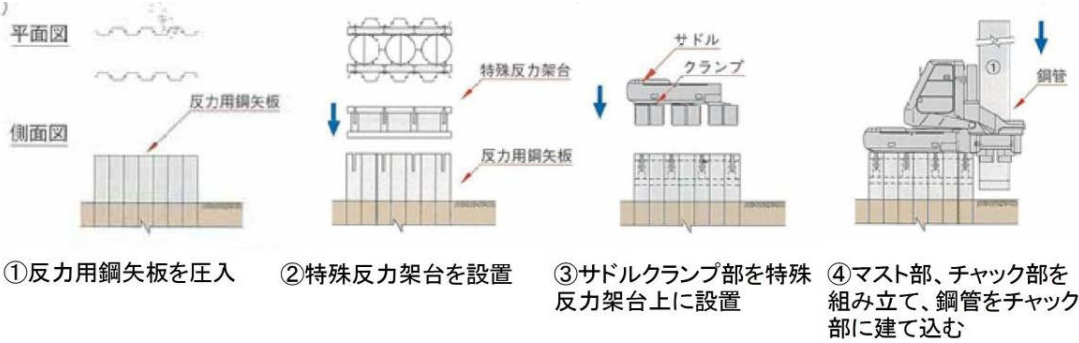 平面図
側面図
反力用鋼矢板
特殊反力架台
反力用鋼矢板
サドル
クランプ
①
鋼管
①反力用鋼矢板を圧入
②特殊反力架台を設置
③サドルクランプ部を特殊
反力架台上に設置
④マスト部、チャック部を
組み立て、鋼管をチャック
部に建て込む